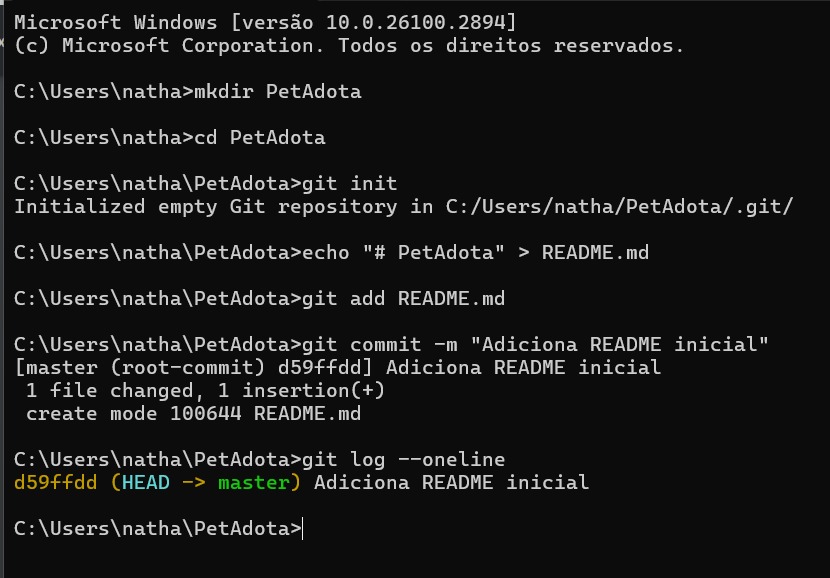 Microsoft Windows [versão 10.0.26100.2894]
(c) Microsoft Corporation. Todos os direitos reservados.
C:\Users\natha>mkdir PetAdota
C:\Users\natha>cd PetAdota
C:\Users\natha\PetAdota>git init
Initialized empty Git repository in C:/Users/natha/PetAdota/.git/
C:\Users\natha\PetAdota>echo "# PetAdota" > README.md
C:\Users\natha\PetAdota>git add README.md
C:\Users\natha\PetAdota>git commit -m "Adiciona README inicial"
[master (root-commit) d59ffdd] Adiciona README inicial
 1 file changed, 1 insertion(+)
 create mode 100644 README.md
C:\Users\natha\PetAdota>git log --oneline
d59ffdd (HEAD -> master) Adiciona README inicial
C:\Users\natha\PetAdota>